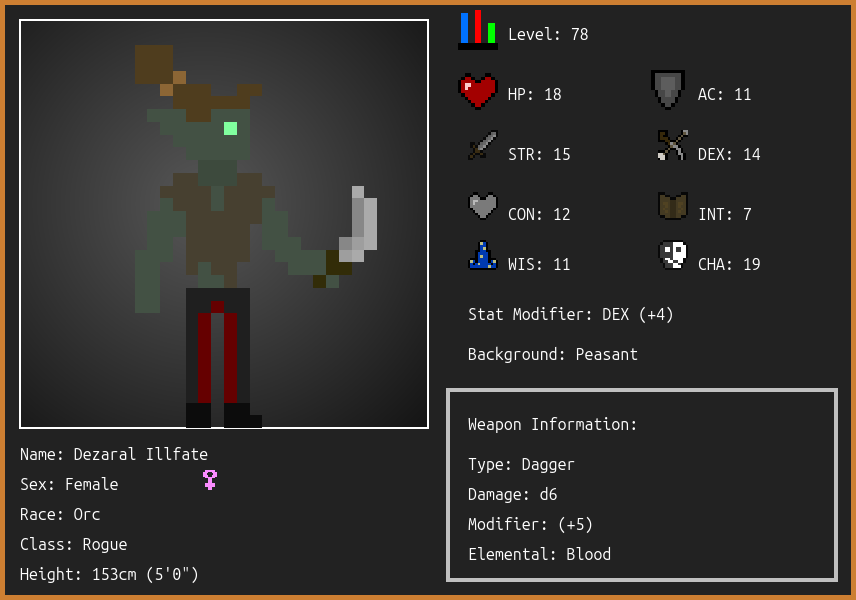 Level: 78
HP: 18
AC: 11
STR: 15
DEX: 14
CON: 12
INT: 7
WIS: 11
CHA: 19
Stat Modifier: DEX (+4)
Background: Peasant
Weapon Information:
Type: Dagger
Damage: d6
Modifier: (+5)
Elemental: Blood
Name: Dezaral Illfate
Sex: Female
Race: Orc
Class: Rogue
Height: 153cm (5'0")